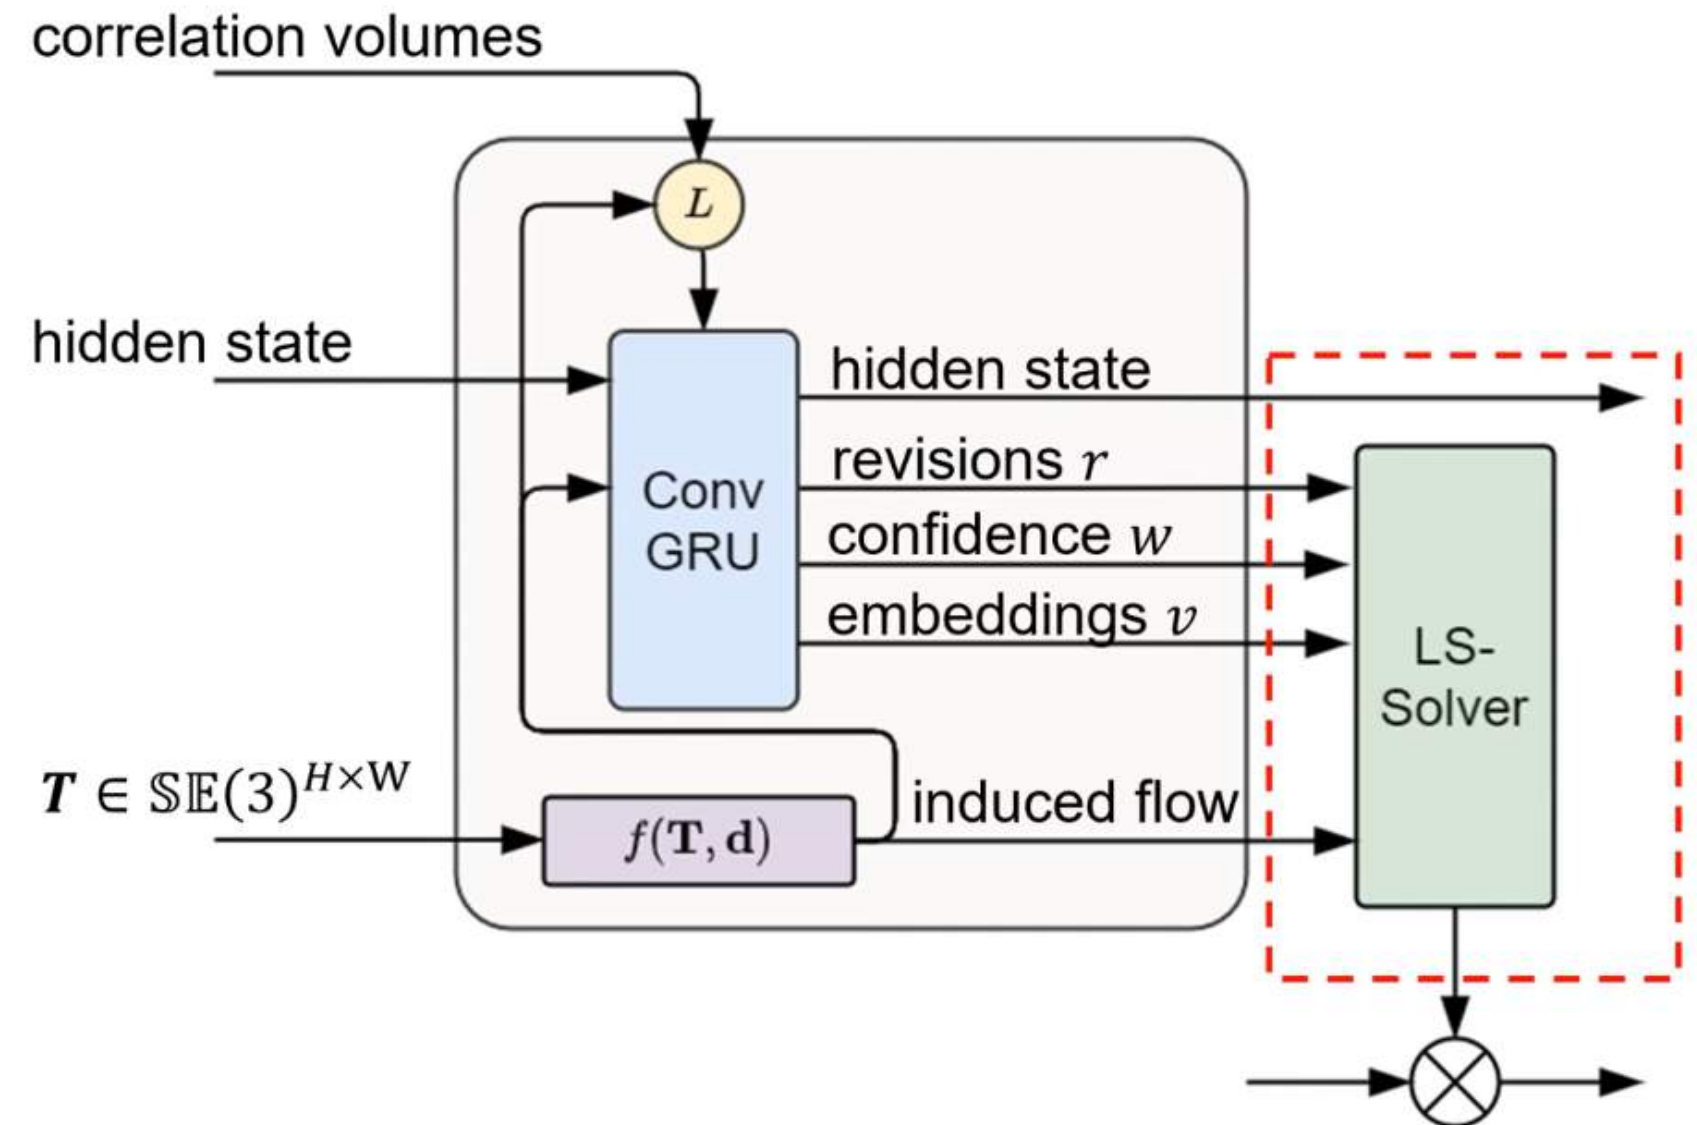 correlation volumes
L
hidden state
hidden state
revisions r
confidence w
embeddings v
Conv
GRU
LS-
Solver
T ∈ 𝕊𝔼(3)^{H×W}
f(T, d)
induced flow